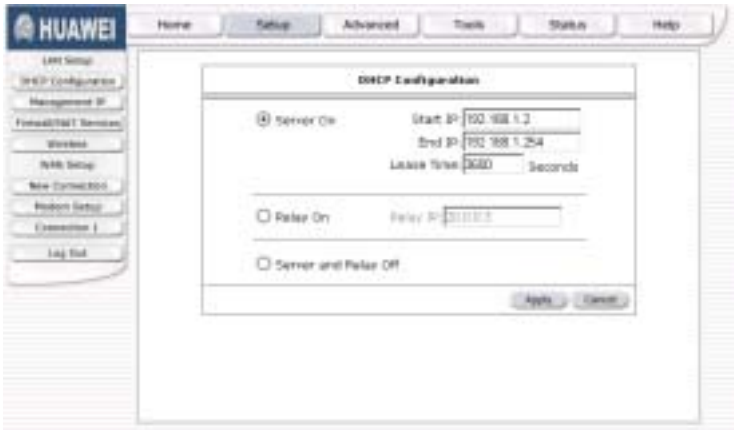 HUAWEI
Home Setup Advanced Tools Status Help
LAN Setup
DHCP Configuration
Management IP
Firewall/NAT Services
Wireless
WAN Setup
New Connection
Modem Setup
Connection 1
Log Out
DHCP Configuration
Server On
Start IP: 192.168.1.2
End IP: 192.168.1.254
Lease Time: 3600 Seconds
Relay On
Relay IP:
Server and Relay Off
Apply Cancel